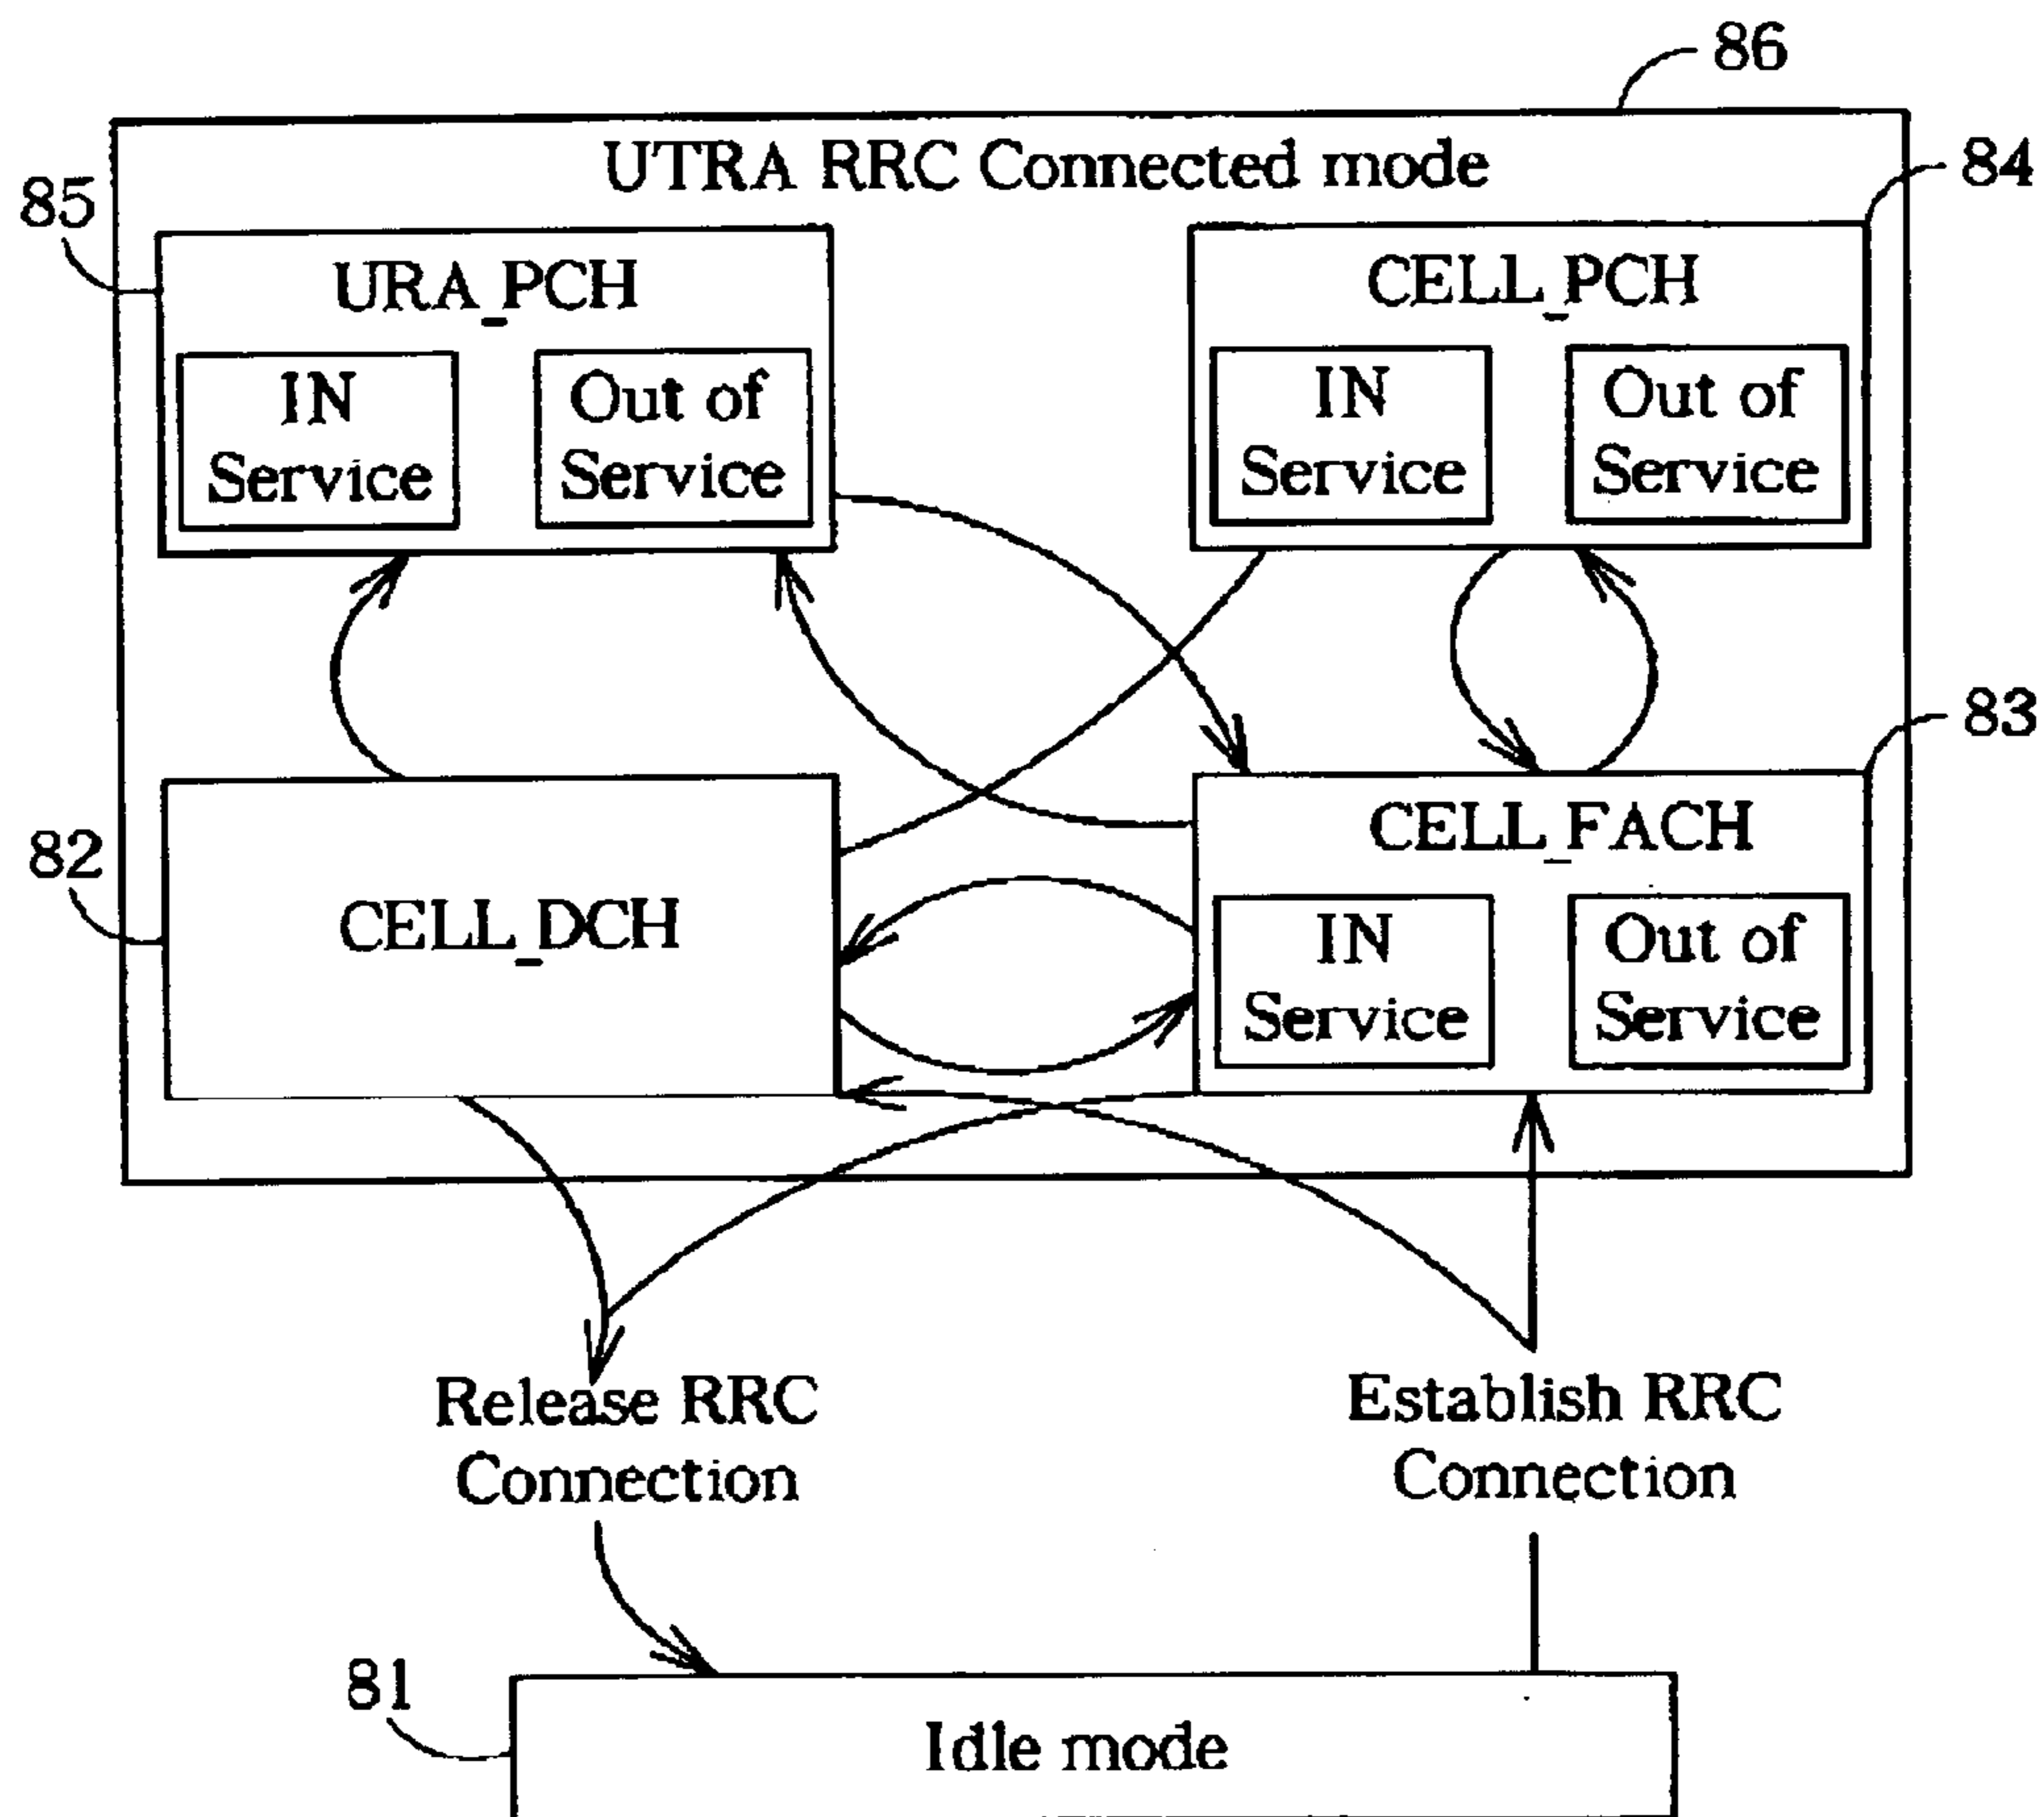 86
UTRA RRC Connected mode
84
85
URA_PCH
IN
Service
Out of
Service
CELL_PCH
IN
Service
Out of
Service
83
82
CELL_DCH
CELL_FACH
IN
Service
Out of
Service
Release RRC
Connection
Establish RRC
Connection
81
Idle mode